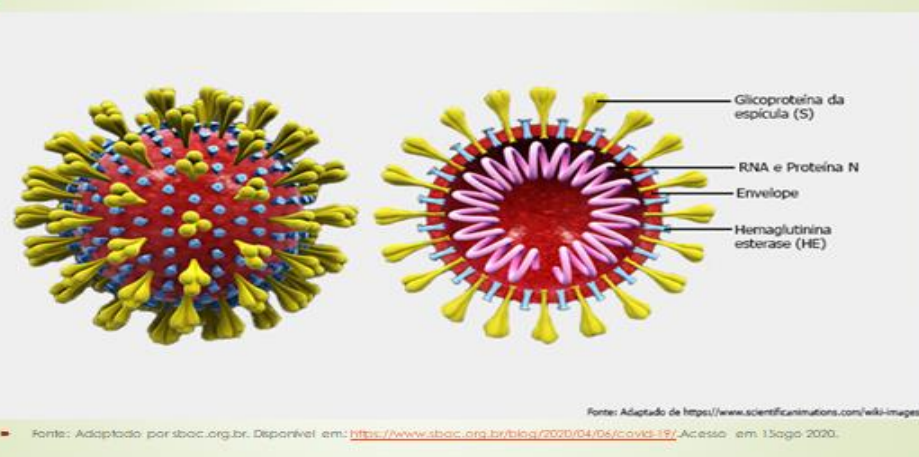 Glicoproteína da
espícula (S)
RNA e Proteína N
Envelope
Hemaglutinina
esterase (HE)
Fonte: Adaptado de https://www.scientificanimations.com/wiki-images
Fonte: Adaptado por sbac.org.br. Disponível em: https://www.sbac.org.br/blog/2020/04/06/covid-19/.Acesso em 15ago 2020.